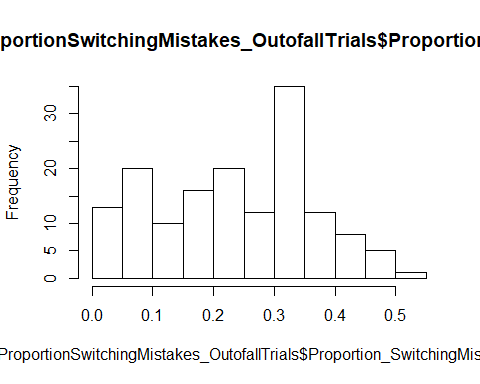 portionSwitchingMistakes_OutofallTrials$Proportion
Frequency
30
20
10
5
0
0.0 0.1 0.2 0.3 0.4 0.5
ProportionSwitchingMistakes_OutofallTrials$Proportion_SwitchingMis